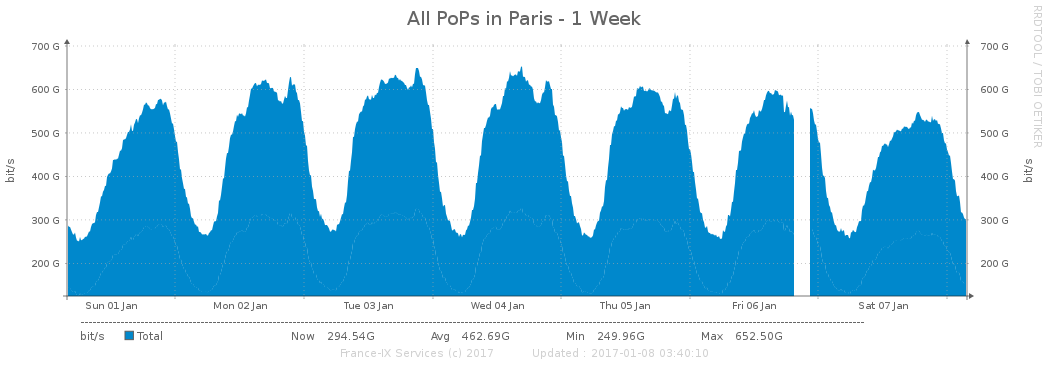 All PoPs in Paris - 1 Week
RRDTOOL / TOBI OETIKER
700 G 700 G
600 G 600 G
500 G 500 G
400 G 400 G
300 G 300 G
200 G 200 G
bit/s bit/s
Sun 01 Jan Mon 02 Jan Tue 03 Jan Wed 04 Jan Thu 05 Jan Fri 06 Jan Sat 07 Jan
bit/s Total Now 294.54G Avg 462.69G Min 249.96G Max 652.50G
France-IX Services (c) 2017 Updated : 2017-01-08 03:40:10